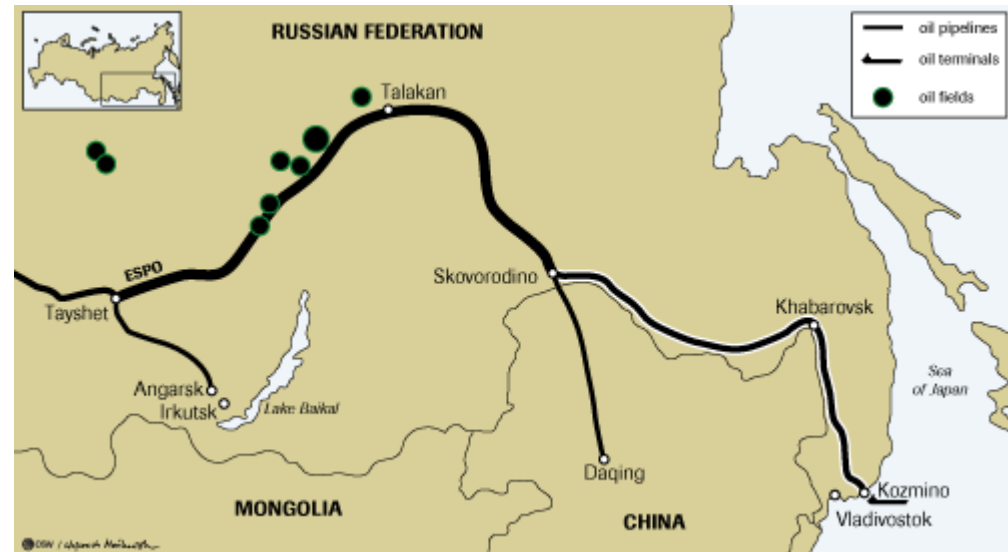 RUSSIAN FEDERATION
oil pipelines
oil terminals
oil fields
Talakan
ESPO
Skovorodino
Tayshet
Khabarovsk
Angarsk
Irkutsk
Lake Baikal
Sea
of Japan
Daqing
Kozmino
MONGOLIA
CHINA
Vladivostok
OSW